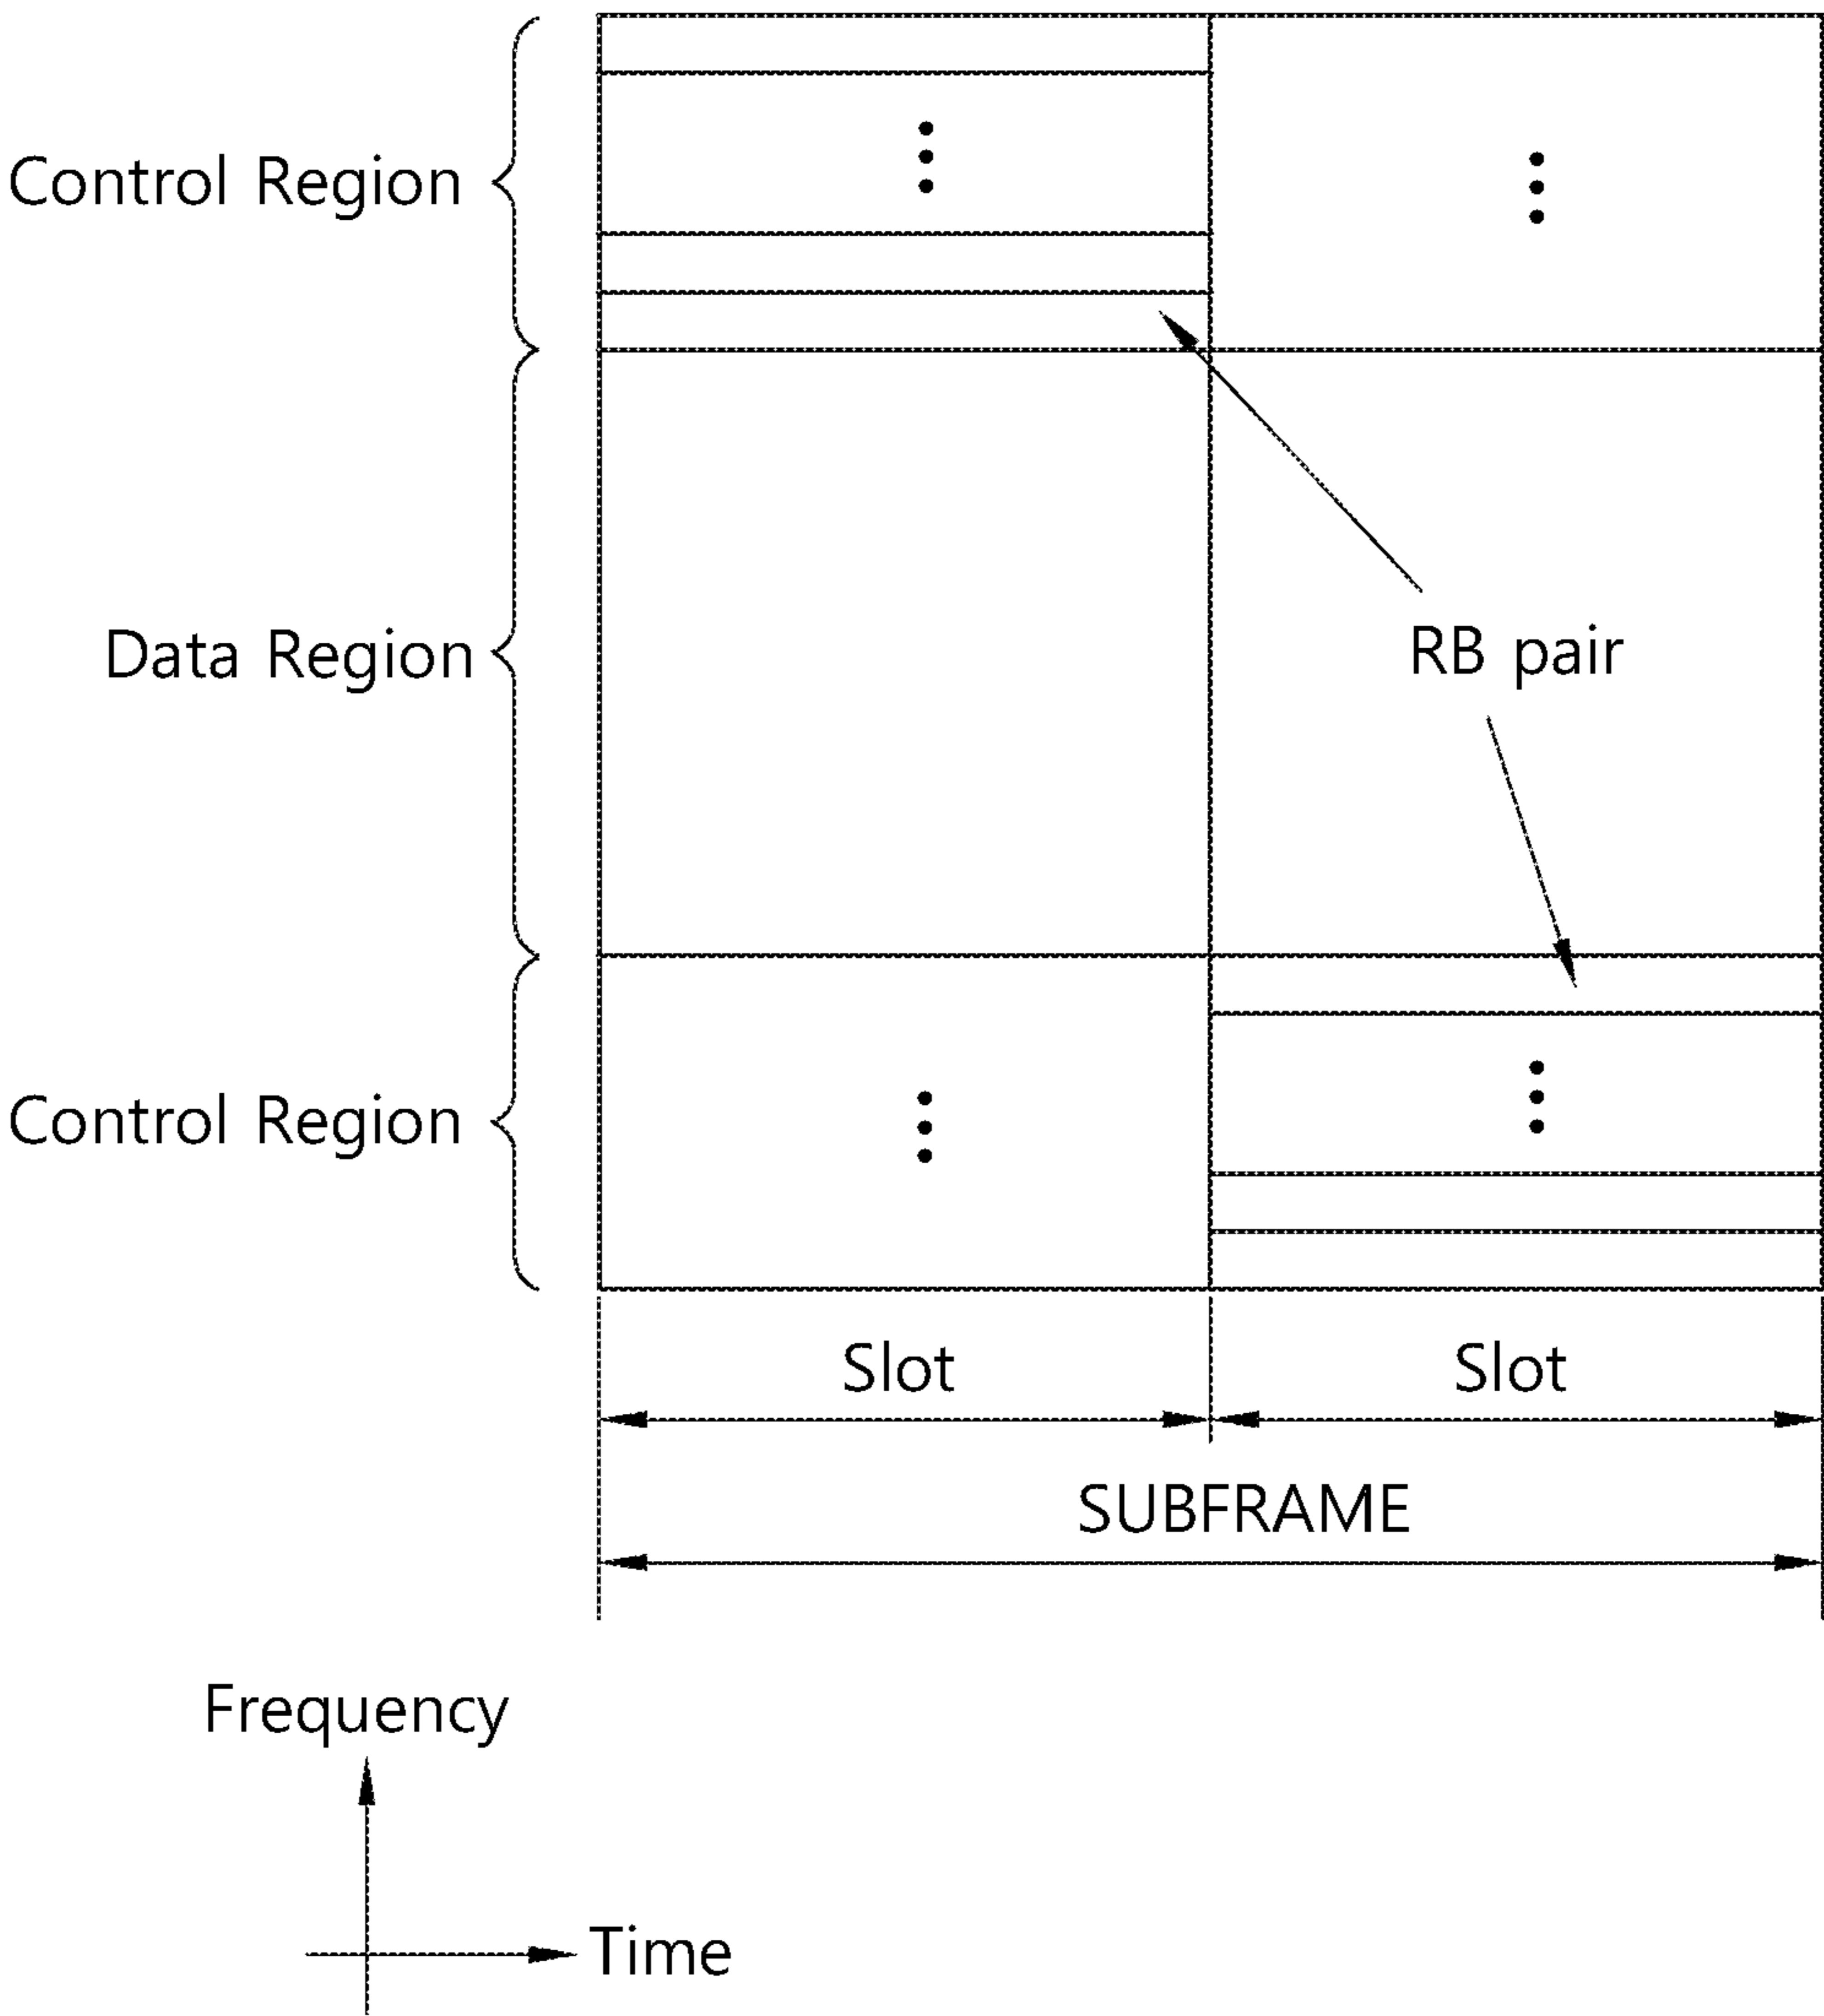 Control Region
Data Region
RB pair
Control Region
Slot
Slot
SUBFRAME
Frequency
Time